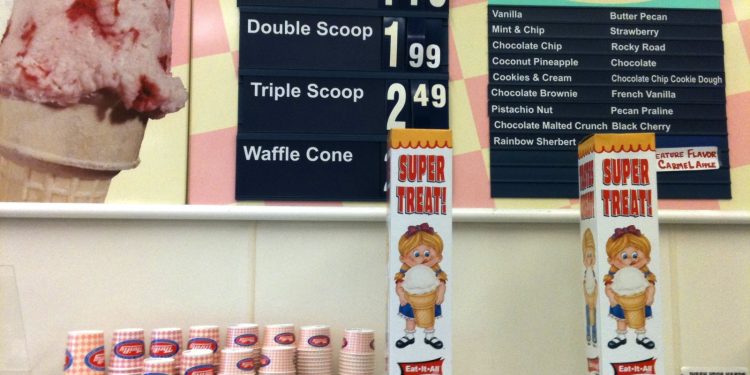 Double Scoop 1 99
Triple Scoop 2 49
Waffle Cone
Vanilla
Mint & Chip
Chocolate Chip
Coconut Pineapple
Cookies & Cream
Chocolate Brownie
Pistachio Nut
Chocolate Malted Crunch
Rainbow Sherbet
Butter Pecan
Strawberry
Rocky Road
Chocolate
Chocolate Chip Cookie Dough
French Vanilla
Pecan Praline
Black Cherry
FEATURE FLAVOR
CARMEL APPLE
SUPER
TREAT!
Eat-It-All
SUPER
TREAT!
Eat-It-All
Thrifty